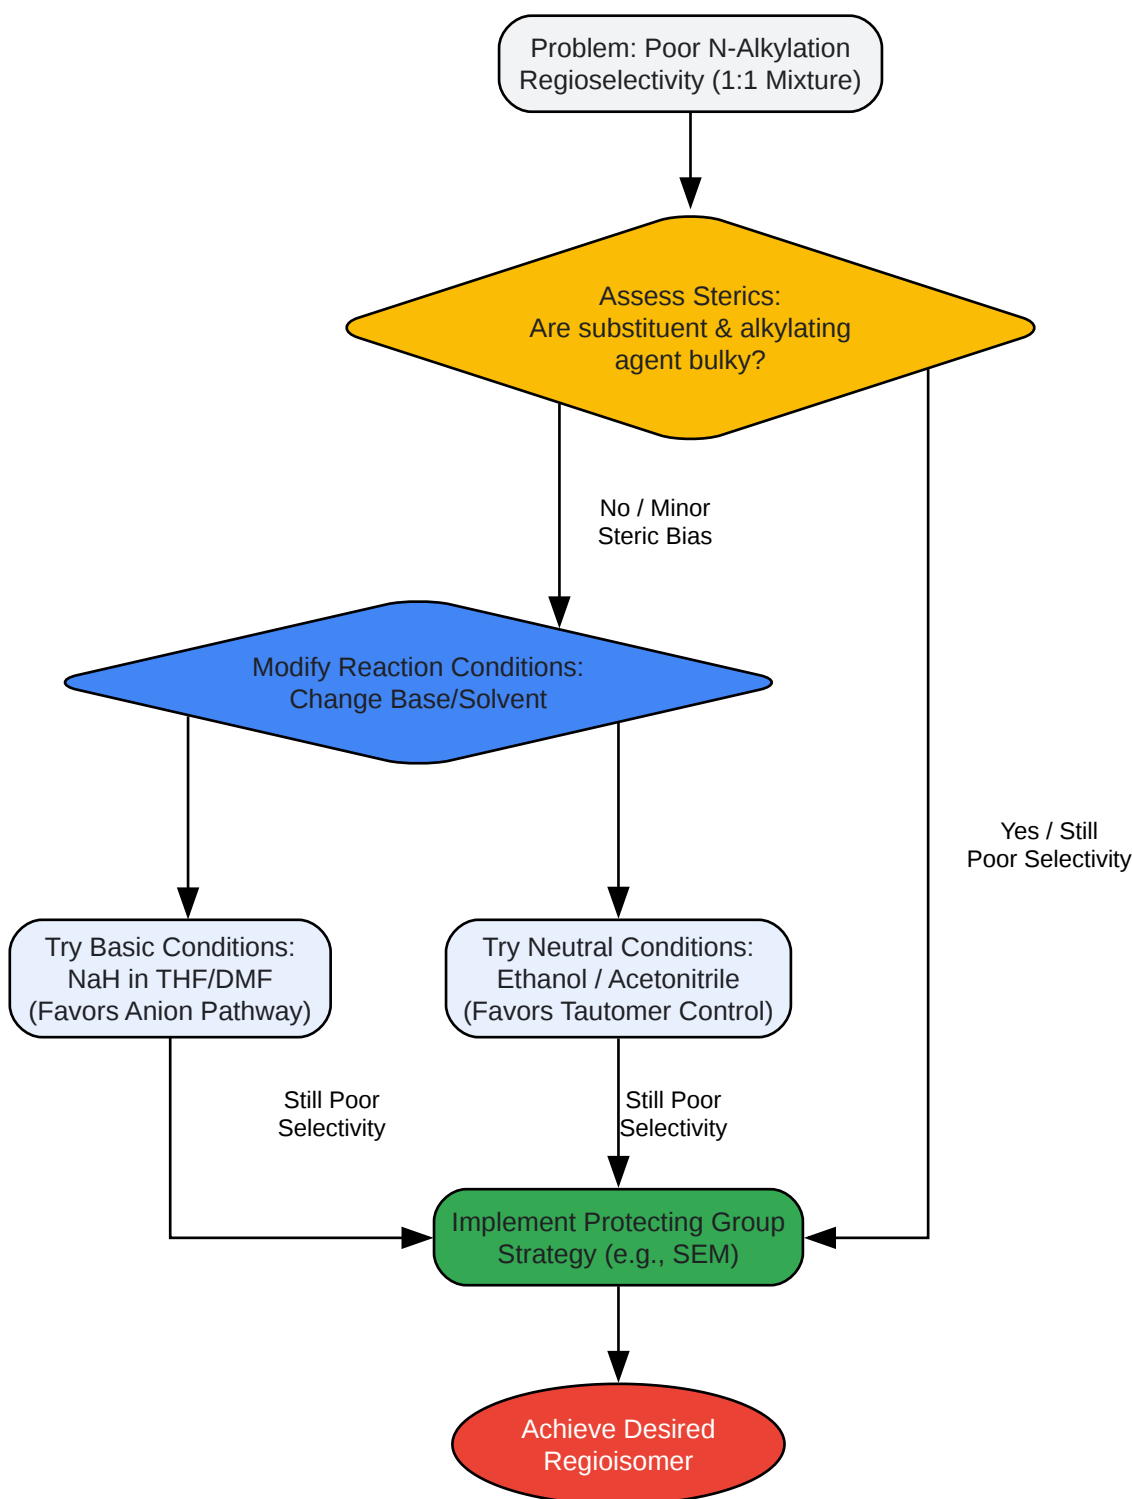 Problem: Poor N-Alkylation
Regioselectivity (1:1 Mixture)
Assess Sterics:
Are substituent & alkylating
agent bulky?
No / Minor
Steric Bias
Modify Reaction Conditions:
Change Base/Solvent
Yes / Still
Poor Selectivity
Try Basic Conditions:
NaH in THF/DMF
(Favors Anion Pathway)
Try Neutral Conditions:
Ethanol / Acetonitrile
(Favors Tautomer Control)
Still Poor
Selectivity
Still Poor
Selectivity
Implement Protecting Group
Strategy (e.g., SEM)
Achieve Desired
Regioisomer